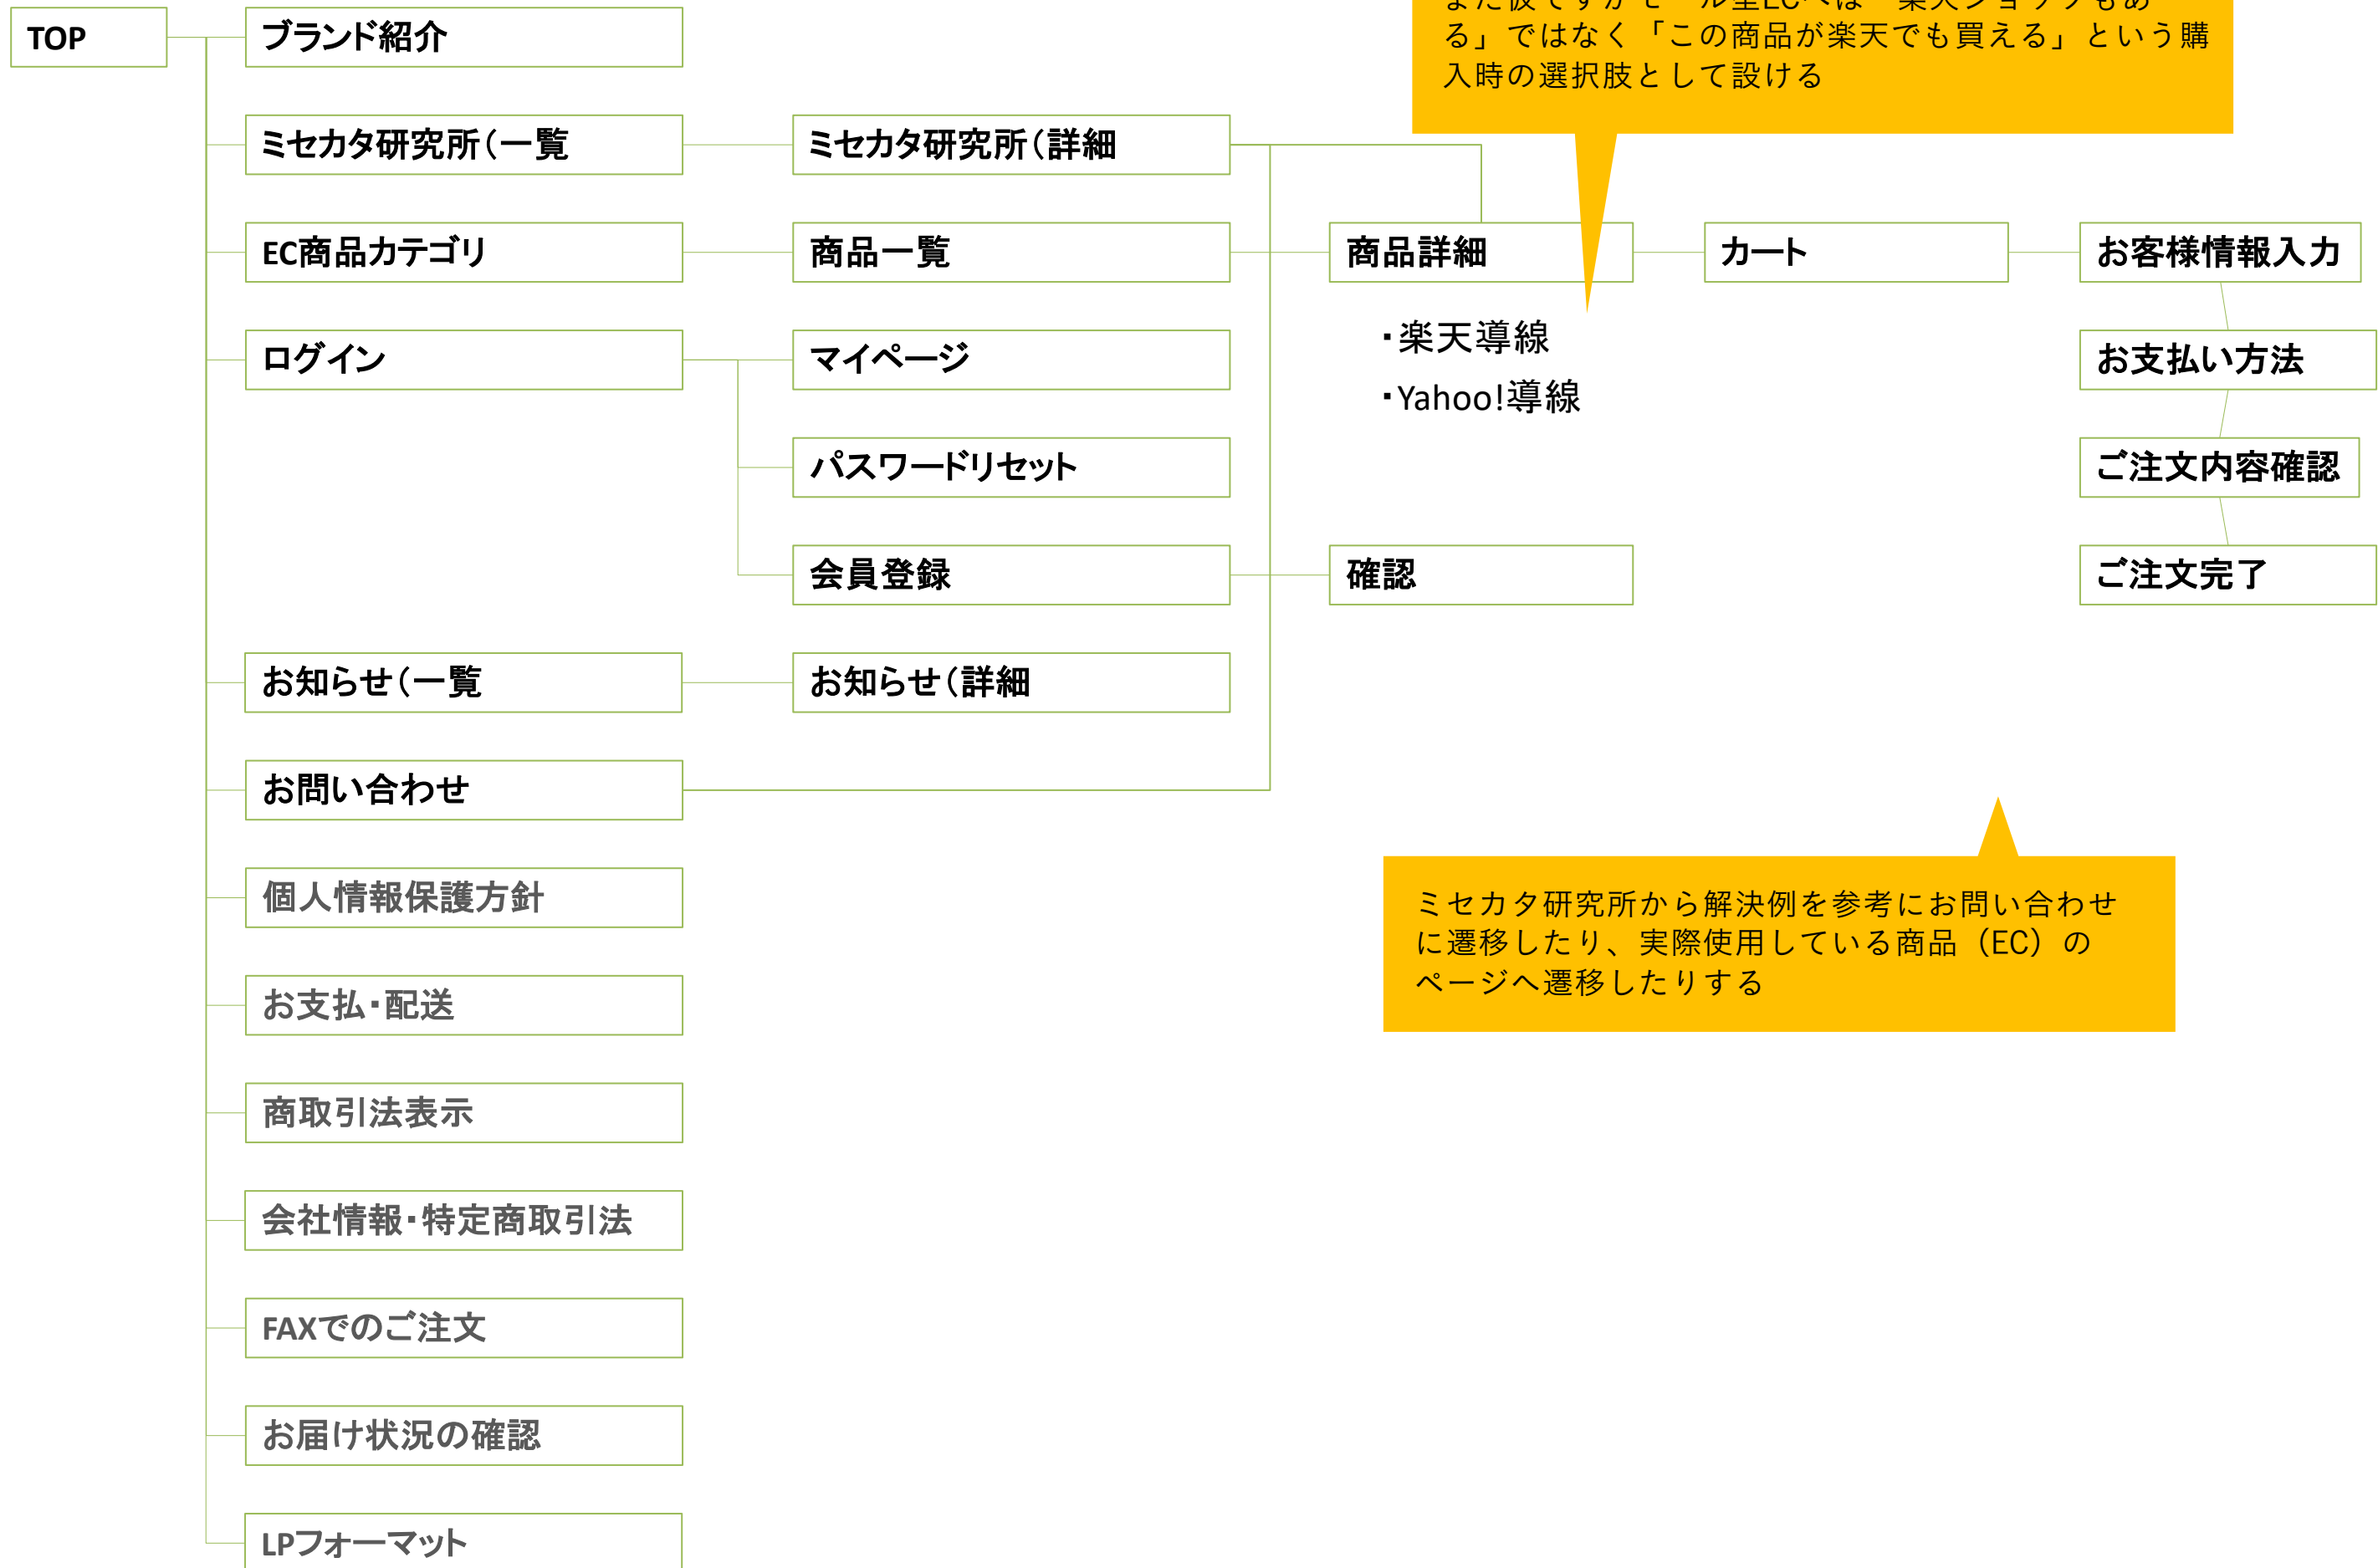 TOP
ブランド紹介
る」ではなく「この商品が楽天でも買える」という購
入時の選択肢として設ける
ミセカタ研究所（一覧
ミセカタ研究所（詳細
EC商品カテゴリ
商品一覧
商品詳細
カート
お客様情報入力
・楽天導線
・Yahoo!導線
ログイン
マイページ
お支払い方法
パスワードリセット
ご注文内容確認
会員登録
確認
ご注文完了
お知らせ（一覧
お知らせ（詳細
お問い合わせ
個人情報保護方針
ミセカタ研究所から解決例を参考にお問い合わせ
に遷移したり、実際使用している商品（EC）の
ページへ遷移したりする
お支払・配送
商取引法表示
会社情報・特定商取引法
FAXでのご注文
お届け状況の確認
LPフォーマット